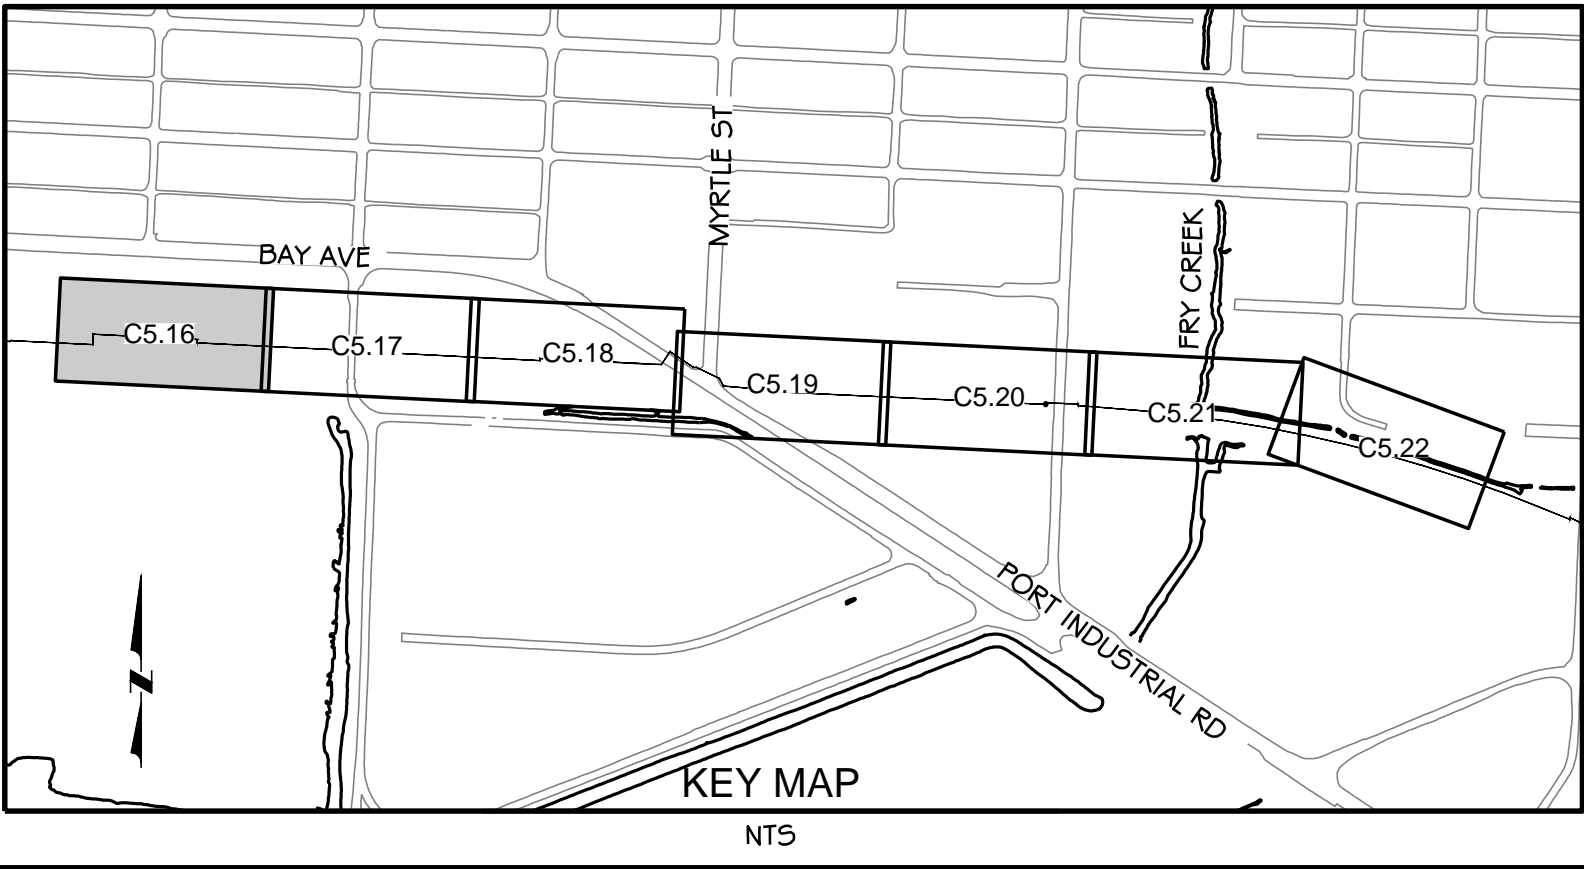 MYRTLE ST
BAY AVE
FRY CREEK
C5.16
C5.17
C5.18
C5.19
C5.20
C5.21
C5.22
PORT INDUSTRIAL RD
N
KEY MAP
NTS